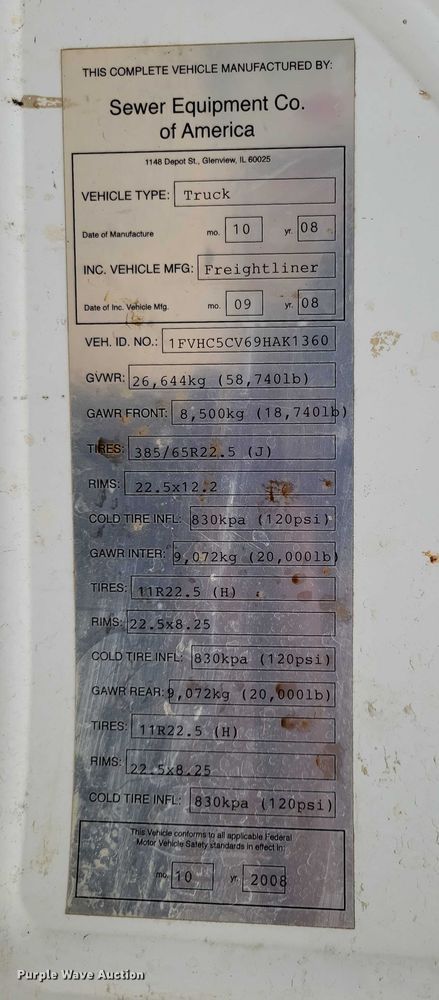 THIS COMPLETE VEHICLE MANUFACTURED BY:
Sewer Equipment Co.
of America
1148 Depot St., Glenview, IL 60025
VEHICLE TYPE: Truck
Date of Manufacture mo. 10 yr. 08
INC. VEHICLE MFG: Freightliner
Date of Inc. Vehicle Mfg. mo. 09 yr. 08
VEH. ID. NO.: 1FVHC5CV69HAK1360
GVWR: 26,644kg (58,740lb)
GAWR FRONT: 8,500kg (18,740lb)
TIRES: 385/65R22.5 (J)
RIMS: 22.5x12.2
COLD TIRE INFL: 830kpa (120psi)
GAWR INTER: 9,072kg (20,000lb)
TIRES: 11R22.5 (H)
RIMS: 22.5x8.25
COLD TIRE INFL: 830kpa (120psi)
GAWR REAR: 9,072kg (20,000lb)
TIRES: 11R22.5 (H)
RIMS: 22.5x8.25
COLD TIRE INFL: 830kpa (120psi)
This Vehicle conforms to all applicable Federal
Motor Vehicle Safety standards in effect in:
mo. 10 yr. 2008
Purple Wave Auction